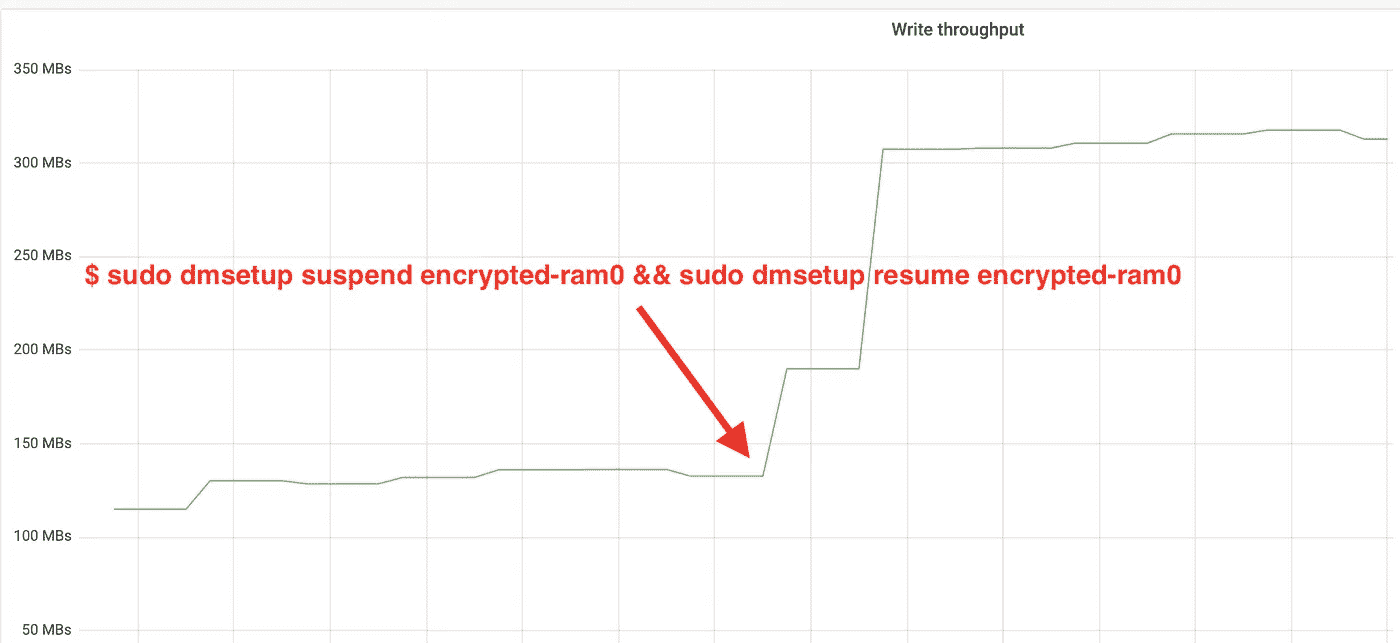 Write throughput
350 MBs
300 MBs
250 MBs
$ sudo dmsetup suspend encrypted-ram0 && sudo dmsetup resume encrypted-ram0
200 MBs
150 MBs
100 MBs
50 MBs